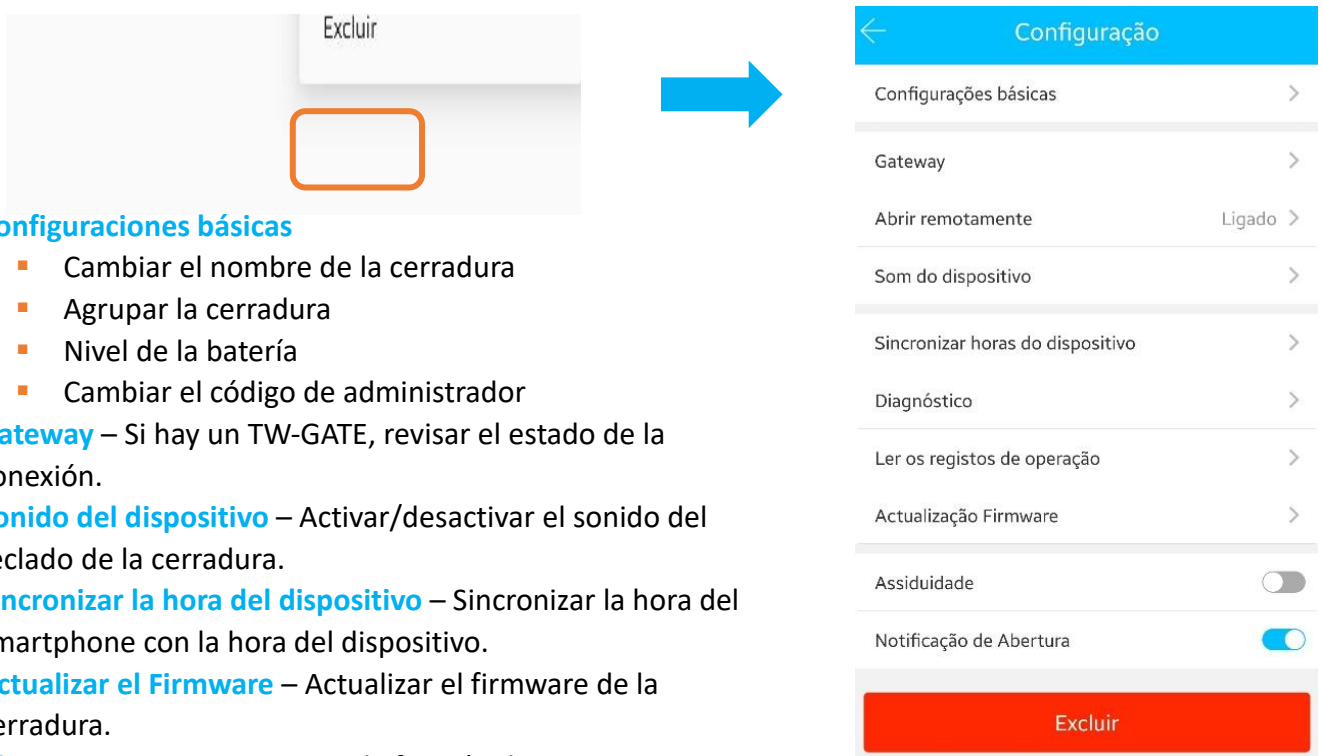 Excluir
onfiguraciones básicas
▪ Cambiar el nombre de la cerradura
▪ Agrupar la cerradura
▪ Nivel de la batería
▪ Cambiar el código de administrador
ateway – Si hay un TW-GATE, revisar el estado de la
onexión.
onido del dispositivo – Activar/desactivar el sonido del
eclado de la cerradura.
incronizar la hora del dispositivo – Sincronizar la hora del
martphone con la hora del dispositivo.
ctualizar el Firmware – Actualizar el firmware de la
erradura.
Configuração
Configurações básicas
Gateway
Abrir remotamente Ligado
Som do dispositivo
Sincronizar horas do dispositivo
Diagnóstico
Ler os registos de operação
Actualização Firmware
Assiduidade
Notificação de Abertura
Excluir